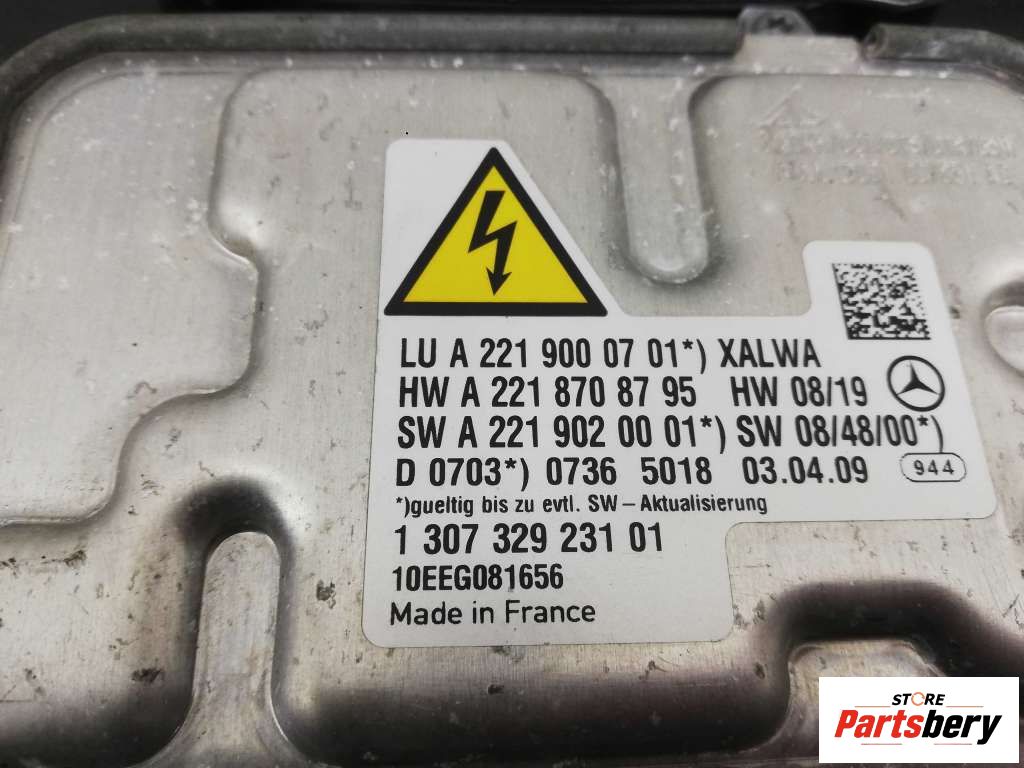 LU A 221 900 07 01*) XALWA
HW A 221 870 87 95 HW 08/19
SW A 221 902 00 01*) SW 08/48/00*)
D 0703*) 0736 5018 03.04.09 944
*)gueltig bis zu evtl. SW-Aktualisierung
1 307 329 231 01
10EEG081656
Made in France
STORE
Partsbery